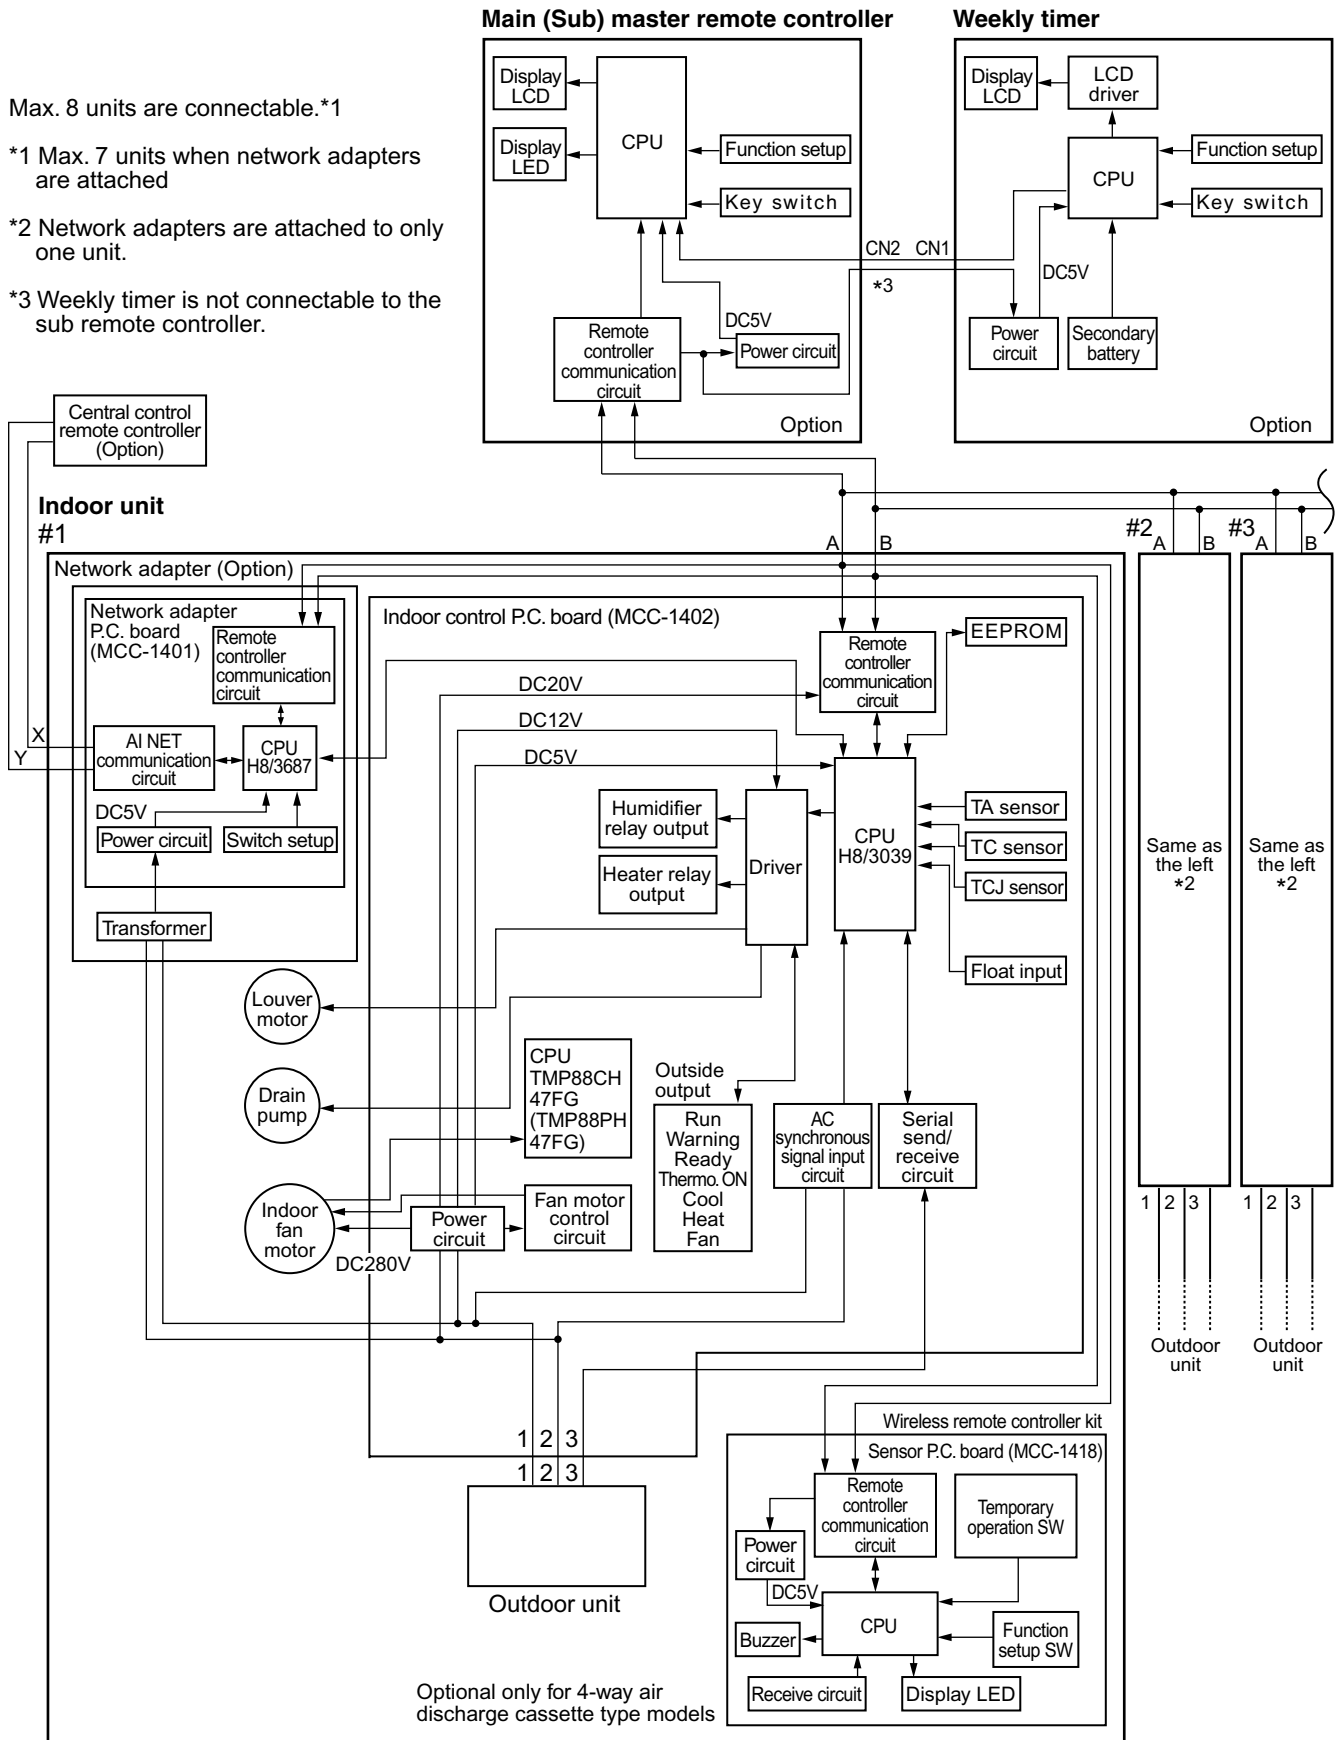 Main (Sub) master remote controller
Weekly timer
Max. 8 units are connectable.*1
*1 Max. 7 units when network adapters
are attached
*2 Network adapters are attached to only
one unit.
*3 Weekly timer is not connectable to the
sub remote controller.
Display
LCD
Display
LED
CPU
Function setup
Key switch
Remote
controller
communication
circuit
DC5V
Power circuit
Option
CN2
CN1
*3
Display
LCD
LCD
driver
CPU
Function setup
Key switch
DC5V
Power
circuit
Secondary
battery
Option
Central control
remote controller
(Option)
Indoor unit
#1
A
B
#2
A
B
#3
A
B
Network adapter (Option)
Network adapter
P.C. board
(MCC-1401)
Remote
controller
communication
circuit
X
Y
AI NET
communication
circuit
CPU
H8/3687
DC5V
Power circuit
Switch setup
Transformer
Indoor control P.C. board (MCC-1402)
Remote
controller
communication
circuit
EEPROM
DC20V
DC12V
DC5V
Humidifier
relay output
Heater relay
output
Driver
CPU
H8/3039
TA sensor
TC sensor
TCJ sensor
Float input
Same as
the left
*2
Same as
the left
*2
Louver
motor
Drain
pump
Indoor
fan
motor
CPU
TMP88CH
47FG
(TMP88PH
47FG)
Power
circuit
Fan motor
control
circuit
DC280V
Outside
output
Run
Warning
Ready
Thermo. ON
Cool
Heat
Fan
AC
synchronous
signal input
circuit
Serial
send/
receive
circuit
1 2 3
1 2 3
Outdoor
unit
Outdoor
unit
1 2 3
1 2 3
Outdoor unit
Wireless remote controller kit
Sensor P.C. board (MCC-1418)
Remote
controller
communication
circuit
Temporary
operation SW
Power
circuit
DC5V
CPU
Buzzer
Function
setup SW
Receive circuit
Display LED
Optional only for 4-way air
discharge cassette type models